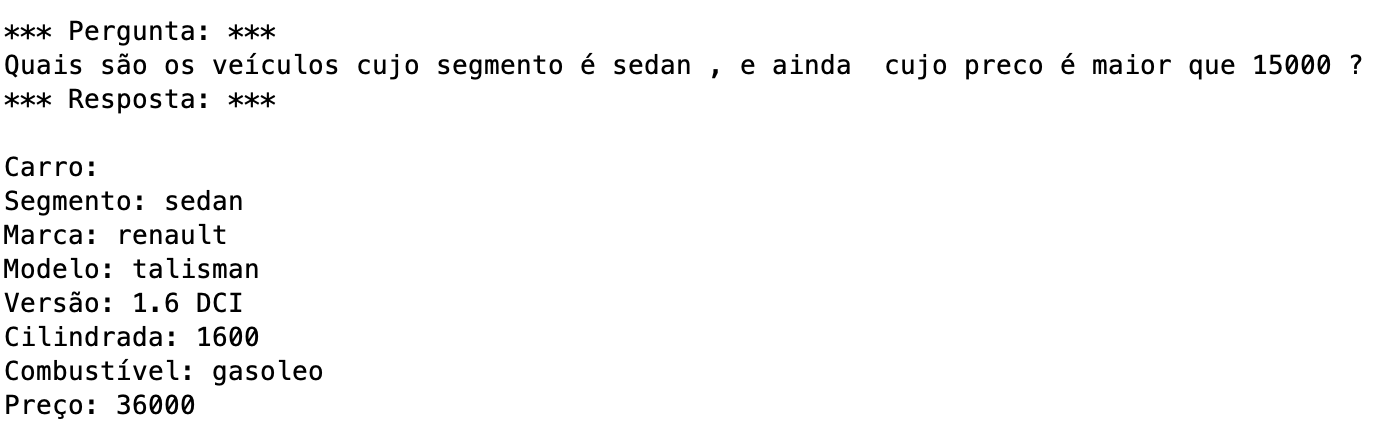 *** Pergunta: ***
Quais são os veículos cujo segmento é sedan , e ainda  cujo preco é maior que 15000 ?
*** Resposta: ***
Carro:
Segmento: sedan
Marca: renault
Modelo: talisman
Versão: 1.6 DCI
Cilindrada: 1600
Combustível: gasoleo
Preço: 36000